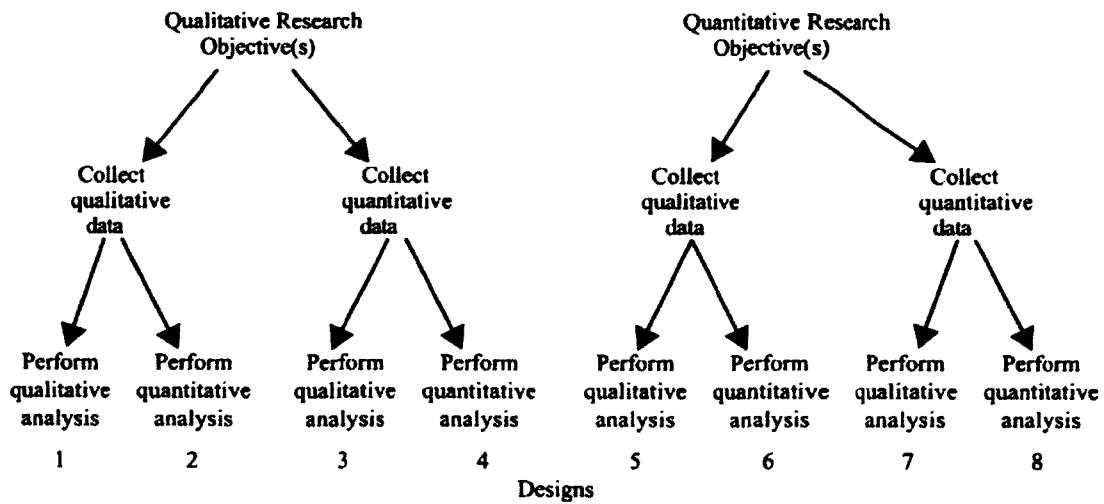 Qualitative Research
Objective(s)
Quantitative Research
Objective(s)
Collect
qualitative
data
Collect
quantitative
data
Collect
qualitative
data
Collect
quantitative
data
Perform
qualitative
analysis
Perform
quantitative
analysis
Perform
qualitative
analysis
Perform
quantitative
analysis
Perform
qualitative
analysis
Perform
quantitative
analysis
Perform
qualitative
analysis
Perform
quantitative
analysis
1 2 3 4 5 6 7 8
Designs